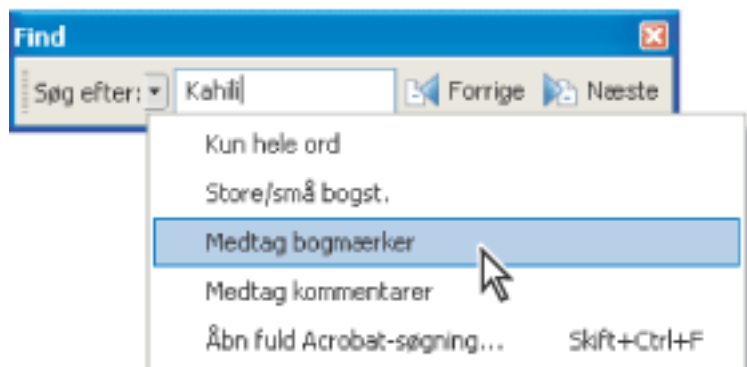 Find
Søg efter: Kahili Forrige Næste
Kun hele ord
Store/små bogst.
Medtag bogmærker
Medtag kommentarer
Åbn fuld Acrobat-søgning... Skift+Ctrl+F